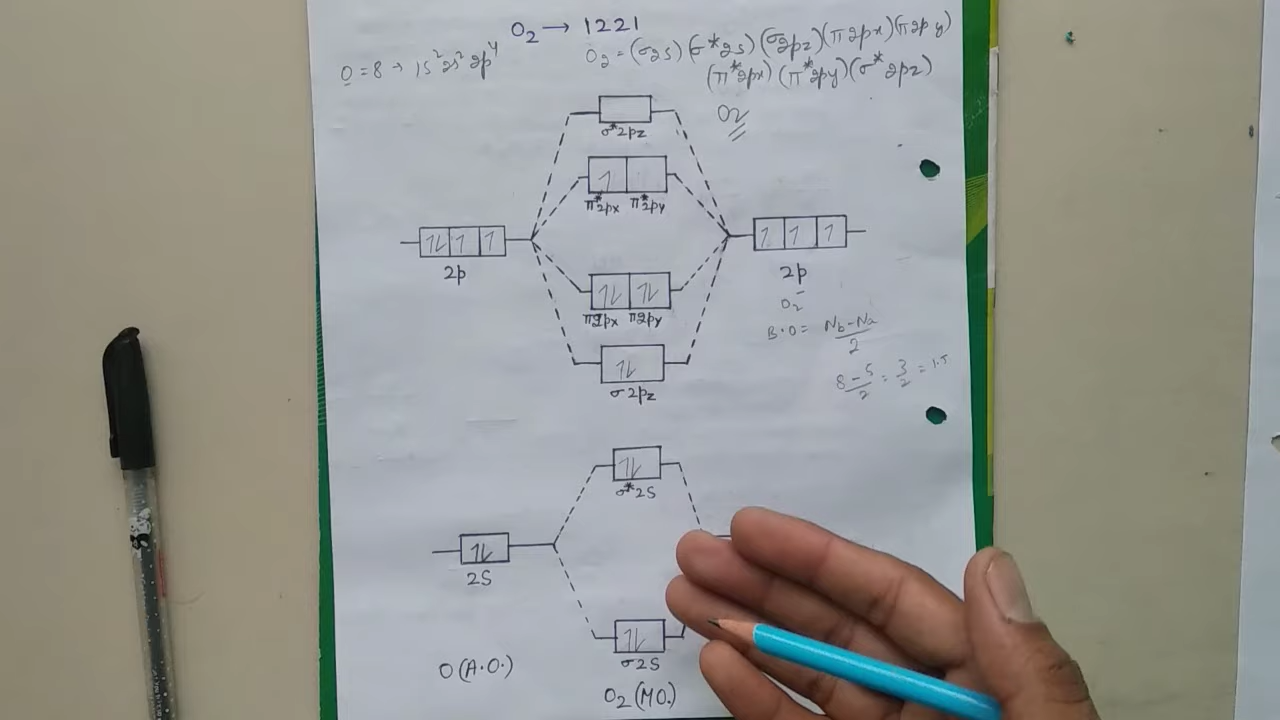 O₂ → 1221
O = 8 → 1s² 2s² 2p⁴
O₂ = (σ2s) (σ*2s) (σ2pz) (π2px) (π2py)
(π*2px) (π*2py) (σ*2pz)
O₂
σ*2pz
π*2px π*2py
2p
2p
O₂⁻
B.O = Nb-Na
2
π2px π2py
8-5/2 = 3/2 = 1.5
σ2pz
σ*2s
2s
σ2s
O (A.O.)
O₂ (MO.)